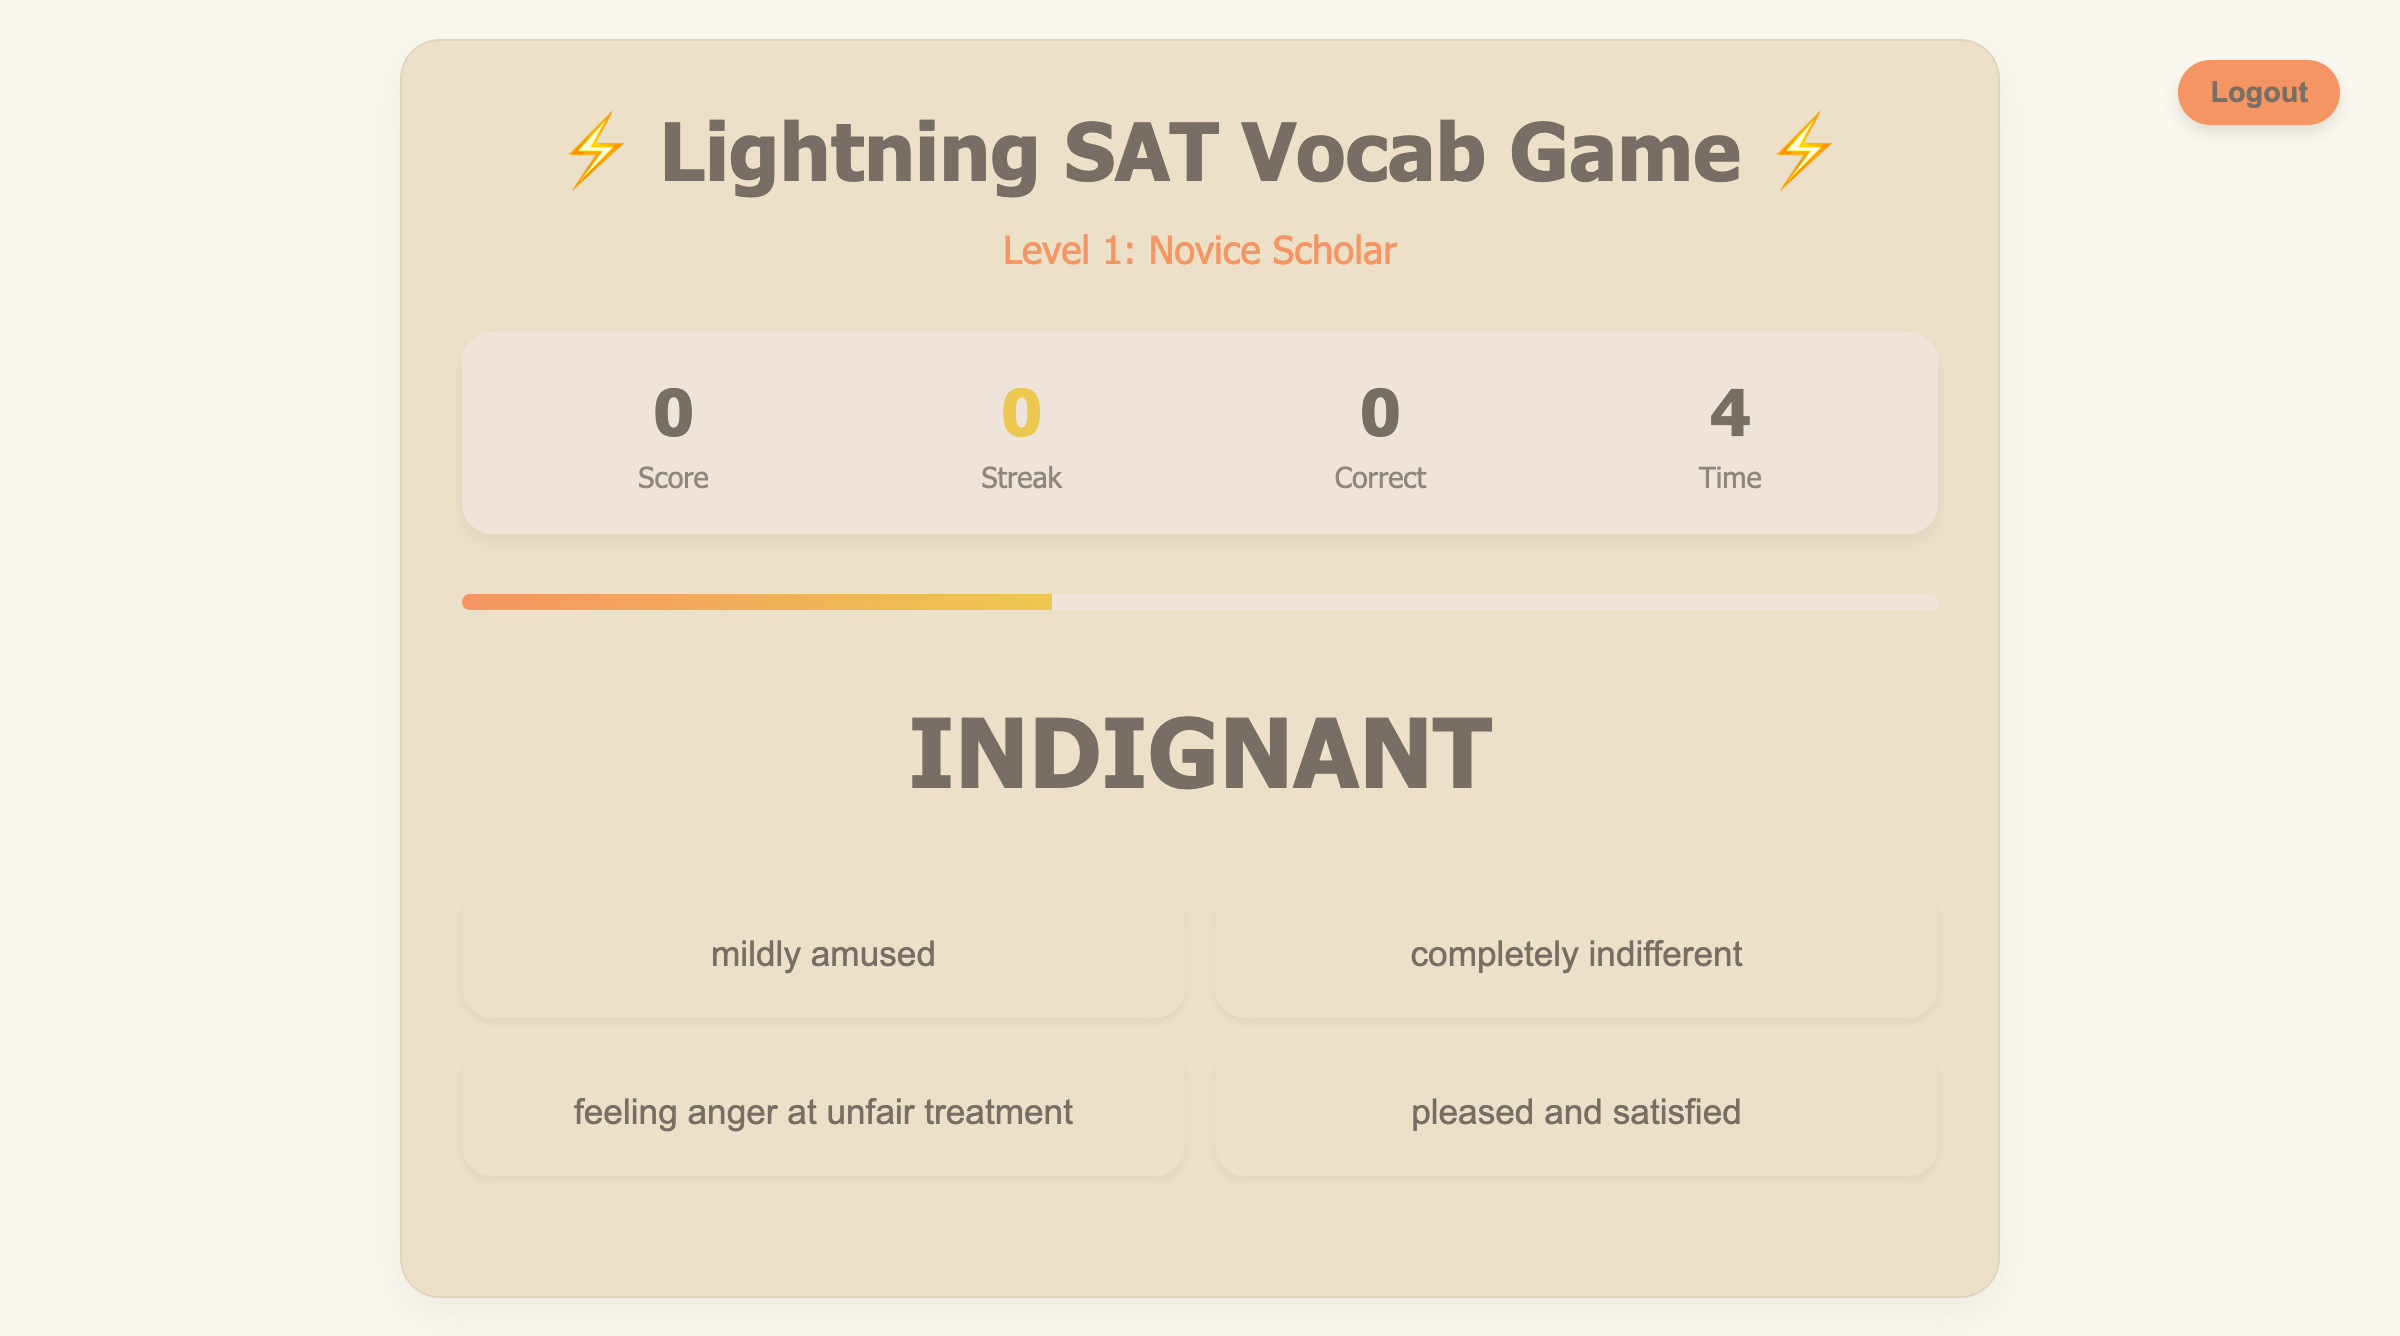 Logout
⚡ Lightning SAT Vocab Game ⚡
Level 1: Novice Scholar
0 0 0 4
Score Streak Correct Time
INDIGNANT
mildly amused
completely indifferent
feeling anger at unfair treatment
pleased and satisfied